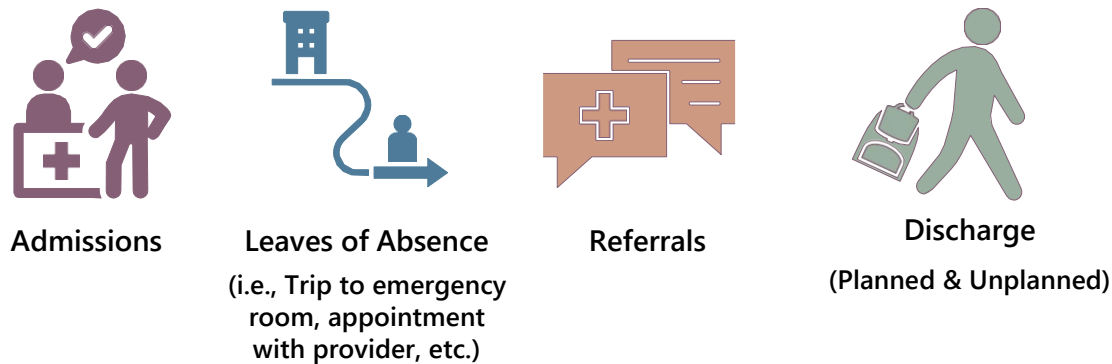 Admissions
Leaves of Absence
(i.e., Trip to emergency
room, appointment
with provider, etc.)
Referrals
Discharge
(Planned & Unplanned)